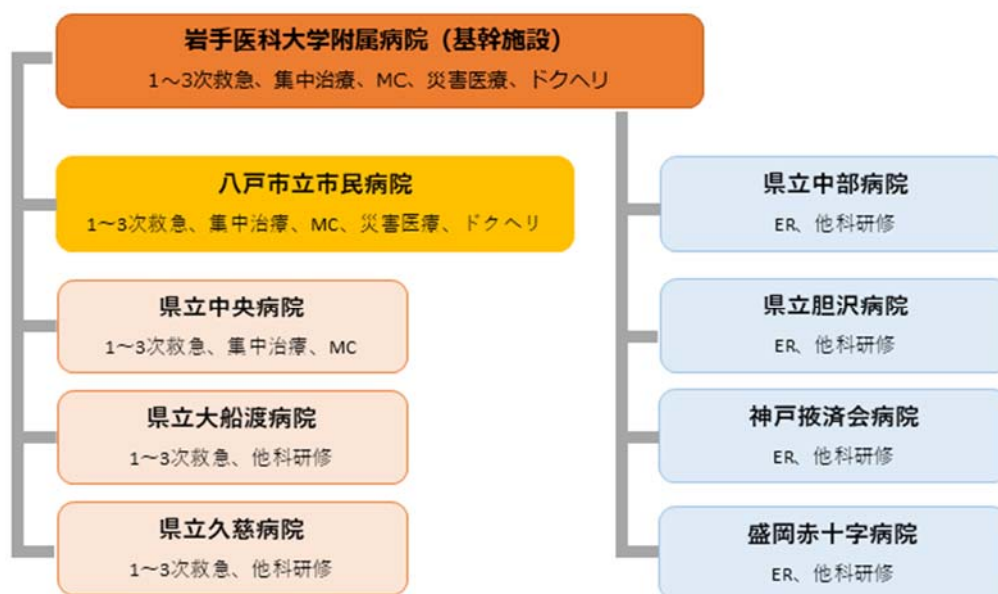 岩手医科大学附属病院（基幹施設）
1～3次救急、集中治療、MC、災害医療、ドクヘリ
八戸市立市民病院
1～3次救急、集中治療、MC、災害医療、ドクヘリ
県立中央病院
1～3次救急、集中治療、MC
県立大船渡病院
1～3次救急、他科研修
県立久慈病院
1～3次救急、他科研修
県立中部病院
ER、他科研修
県立胆沢病院
ER、他科研修
神戸掖済会病院
ER、他科研修
盛岡赤十字病院
ER、他科研修